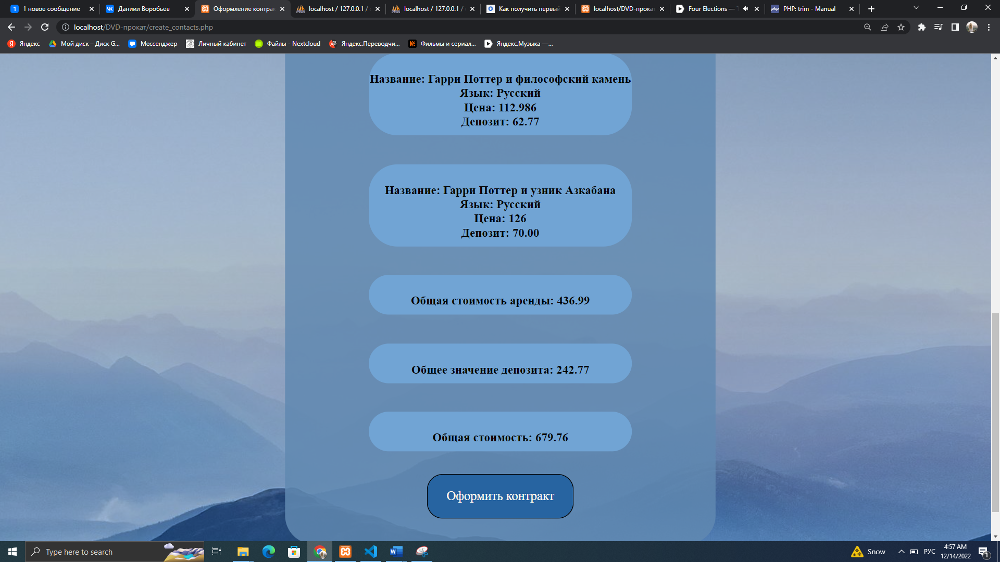 1 новое сообщение
Даниил Воробьёв
Оформление контрак
localhost / 127.0.0.1 /
localhost / 127.0.0.1 /
Как получить первый
localhost/DVD-прокат
Four Elections —
PHP: trim - Manual
localhost/DVD-прокат/create_contacts.php
Яндекс
Мой диск – Диск G...
Мессенджер
Личный кабинет
Файлы - Nextcloud
Яндекс.Переводчи...
Фильмы и сериал...
Яндекс.Музыка —...
Название: Гарри Поттер и философский камень
Язык: Русский
Цена: 112.986
Депозит: 62.77
Название: Гарри Поттер и узник Азкабана
Язык: Русский
Цена: 126
Депозит: 70.00
Общая стоимость аренды: 436.99
Общее значение депозита: 242.77
Общая стоимость: 679.76
Оформить контракт
Type here to search
Snow
РУС
4:57 AM
12/14/2022
1